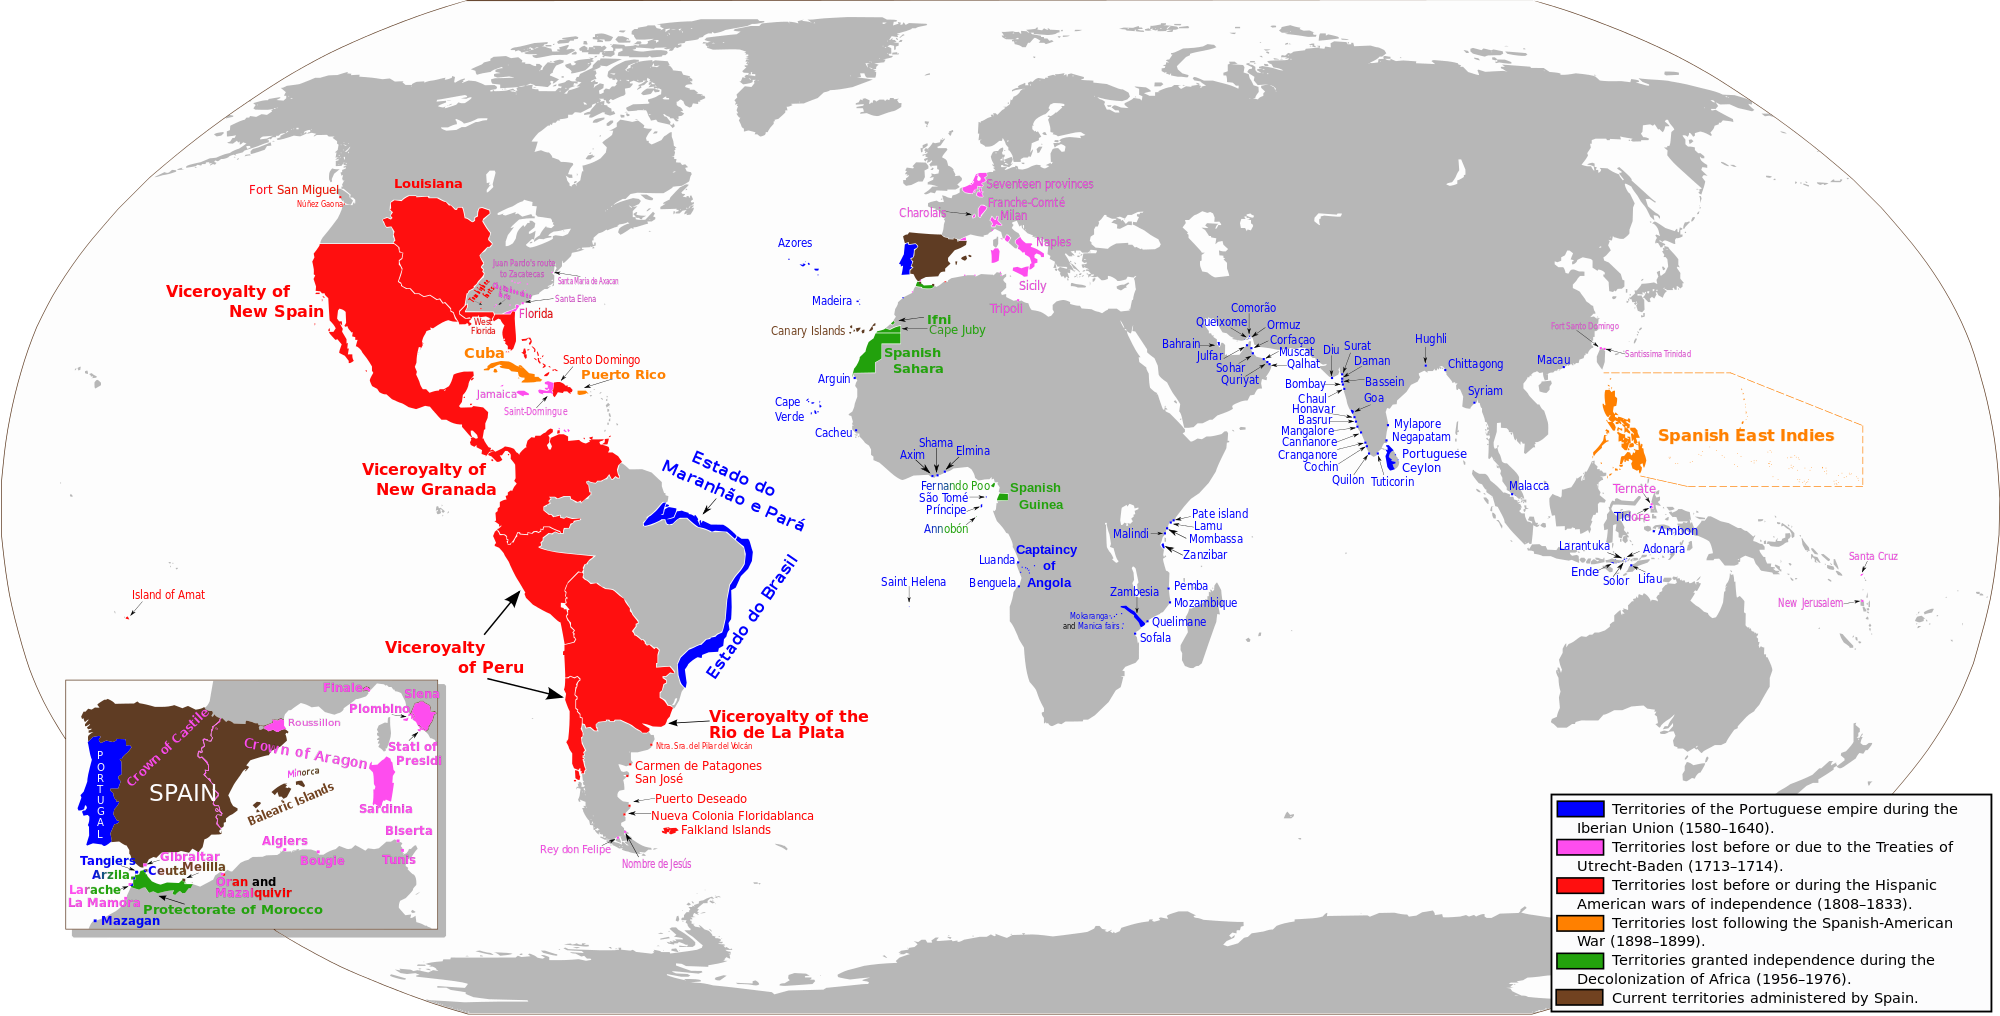 Fort San Miguel
Núñez Gaona
Louisiana
Viceroyalty of
New Spain
Juan Pardo's route
to Zacatecas
Santa María de Axacan
Santa Elena
West
Florida
Florida
Cuba
Santo Domingo
Puerto Rico
Jamaica
Saint-Domingue
Viceroyalty of
New Granada
Estado do
Maranhão e Pará
Estado do Brasil
Island of Amat
Viceroyalty
of Peru
Viceroyalty of the
Rio de La Plata
Ntra. Sra. del Pilar del Volcán
Carmen de Patagones
San José
Puerto Deseado
Nueva Colonia Floridablanca
Falkland Islands
Rey don Felipe
Nombre de Jesús
Seventeen provinces
Franche-Comté
Charolais
Milan
Naples
Sicily
Tripoli
Azores
Madeira
Canary Islands
Ifni
Cape Juby
Spanish
Sahara
Arguin
Cape
Verde
Cacheu
Shama
Axim
Elmina
Fernando Poo
São Tomé
Príncipe
Annobón
Spanish
Guinea
Luanda
Captaincy
of
Angola
Benguela
Saint Helena
Malindi
Pate island
Lamu
Mombassa
Zanzibar
Zambesia
Pemba
Mozambique
Mokaranga
and Manica fairs
Quelimane
Sofala
Comorão
Queixome
Ormuz
Bahrain
Corfaçao
Julfar
Muscat
Sohar
Qalhat
Quriyat
Diu
Surat
Daman
Bombay
Bassein
Chaul
Goa
Honavar
Basrur
Mangalore
Cannanore
Cranganore
Cochin
Quilon
Tuticorin
Mylapore
Negapatam
Portuguese
Ceylon
Hughli
Chittagong
Syriam
Macau
Fort Santo Domingo
Santissima Trinidad
Spanish East Indies
Malacca
Ternate
Tidore
Ambon
Larantuka
Adonara
Ende
Solor
Lifau
Santa Cruz
New Jerusalem
Finale
Siena
Piombino
Roussillon
Stati of
Presidi
Crown of Castile
Crown of Aragon
PORTUGAL
SPAIN
Minorca
Balearic Islands
Sardinia
Biserta
Algiers
Bougie
Tunis
Tangiers
Gibraltar
Ceuta
Melilla
Arzila
Larache
La Mamora
Oran and
Mazalquivir
Protectorate of Morocco
Mazagan
Territories of the Portuguese empire during the
Iberian Union (1580–1640).
Territories lost before or due to the Treaties of
Utrecht-Baden (1713–1714).
Territories lost before or during the Hispanic
American wars of independence (1808–1833).
Territories lost following the Spanish-American
War (1898–1899).
Territories granted independence during the
Decolonization of Africa (1956–1976).
Current territories administered by Spain.